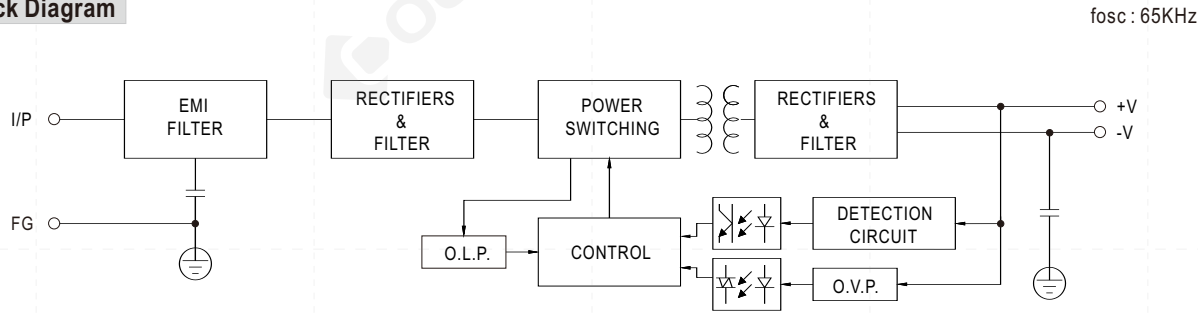 ck Diagram
fosc : 65KHz
I/P
EMI
FILTER
RECTIFIERS
&
FILTER
POWER
SWITCHING
RECTIFIERS
&
FILTER
+V
-V
FG
O.L.P.
CONTROL
DETECTION
CIRCUIT
O.V.P.